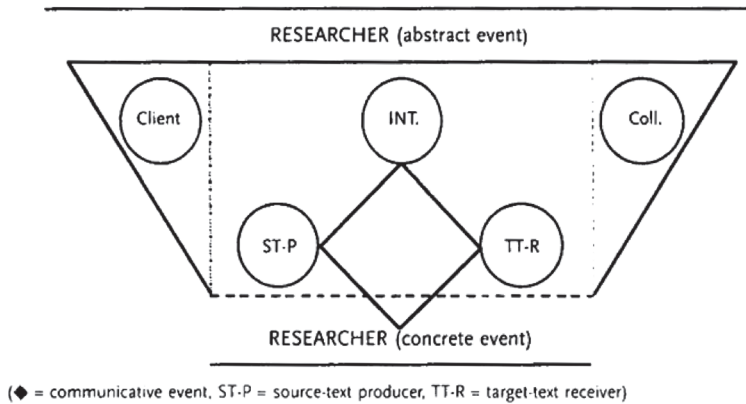 RESEARCHER (abstract event)
Client
INT.
Coll.
ST-P
TT-R
RESEARCHER (concrete event)
(◆ = communicative event, ST-P = source-text producer, TT-R = target-text receiver)